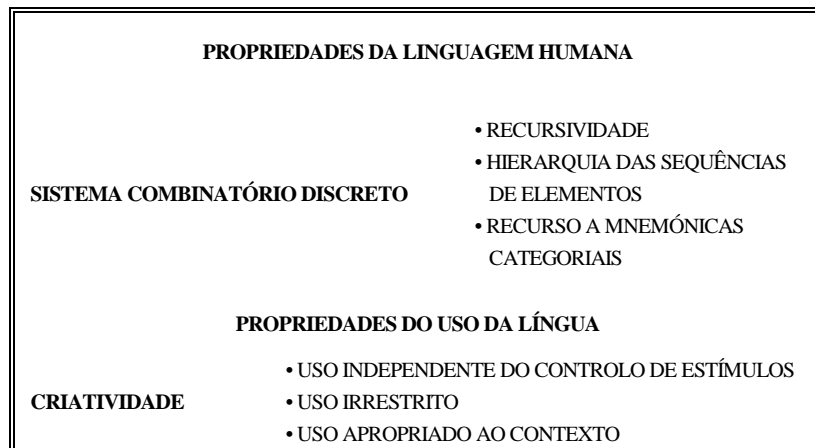 PROPRIEDADES DA LINGUAGEM HUMANA
SISTEMA COMBINATÓRIO DISCRETO
• RECURSIVIDADE
• HIERARQUIA DAS SEQUÊNCIAS
DE ELEMENTOS
• RECURSO A MNEMÓNICAS
CATEGORIAIS
PROPRIEDADES DO USO DA LÍNGUA
CRIATIVIDADE
• USO INDEPENDENTE DO CONTROLO DE ESTÍMULOS
• USO IRRESTRITO
• USO APROPRIADO AO CONTEXTO